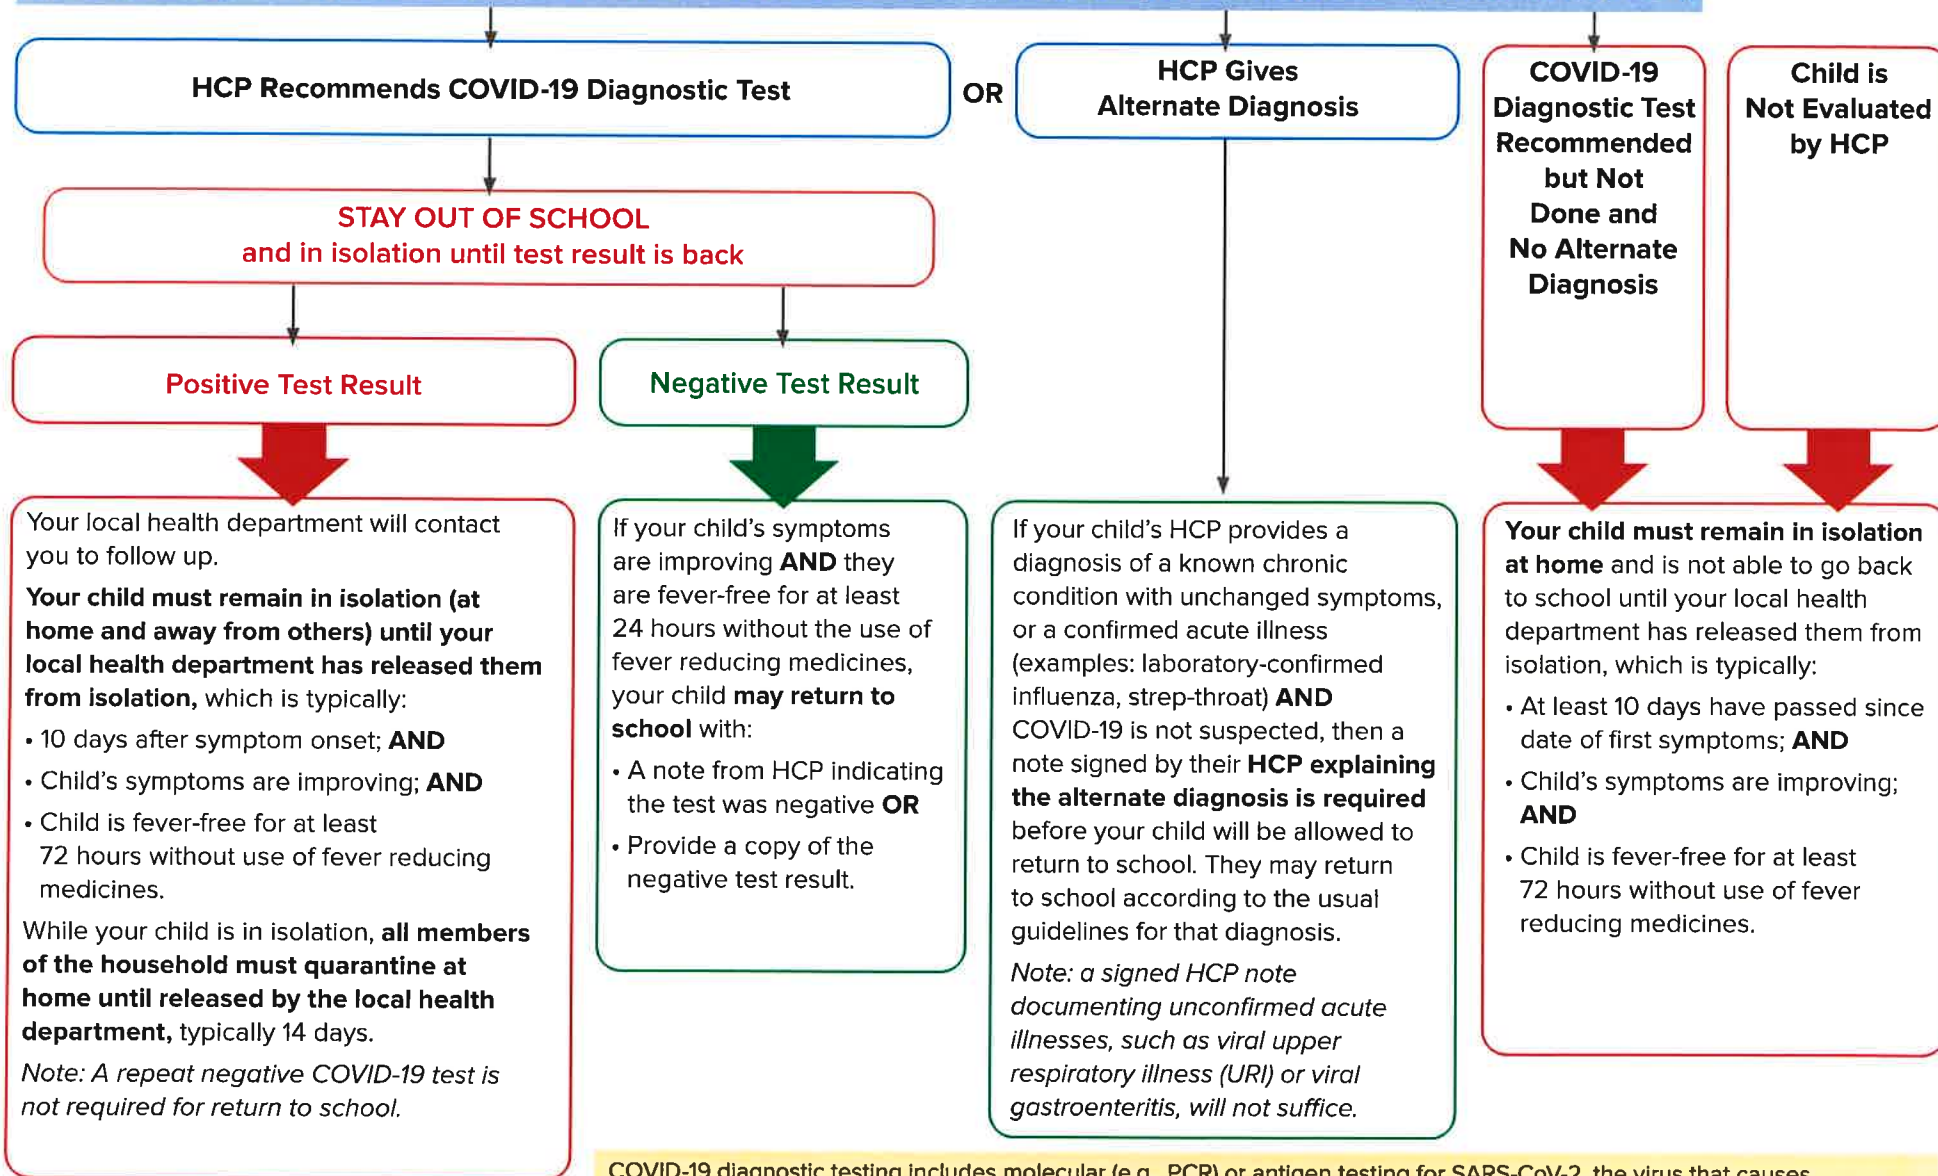 HCP Recommends COVID-19 Diagnostic Test
OR
HCP Gives
Alternate Diagnosis
COVID-19
Diagnostic Test
Recommended
but Not
Done and
No Alternate
Diagnosis
Child is
Not Evaluated
by HCP
STAY OUT OF SCHOOL
and in isolation until test result is back
Positive Test Result
Negative Test Result
Your local health department will contact
you to follow up.
Your child must remain in isolation (at
home and away from others) until your
local health department has released them
from isolation, which is typically:
• 10 days after symptom onset; AND
• Child's symptoms are improving; AND
• Child is fever-free for at least
72 hours without use of fever reducing
medicines.
While your child is in isolation, all members
of the household must quarantine at
home until released by the local health
department, typically 14 days.
Note: A repeat negative COVID-19 test is
not required for return to school.
If your child's symptoms
are improving AND they
are fever-free for at least
24 hours without the use of
fever reducing medicines,
your child may return to
school with:
• A note from HCP indicating
the test was negative OR
• Provide a copy of the
negative test result.
If your child's HCP provides a
diagnosis of a known chronic
condition with unchanged symptoms,
or a confirmed acute illness
(examples: laboratory-confirmed
influenza, strep-throat) AND
COVID-19 is not suspected, then a
note signed by their HCP explaining
the alternate diagnosis is required
before your child will be allowed to
return to school. They may return
to school according to the usual
guidelines for that diagnosis.
Note: a signed HCP note
documenting unconfirmed acute
illnesses, such as viral upper
respiratory illness (URI) or viral
gastroenteritis, will not suffice.
Your child must remain in isolation
at home and is not able to go back
to school until your local health
department has released them from
isolation, which is typically:
• At least 10 days have passed since
date of first symptoms; AND
• Child's symptoms are improving;
AND
• Child is fever-free for at least
72 hours without use of fever
reducing medicines.
COVID-19 diagnostic testing includes molecular (e.g., PCR) or antigen testing for SARS-CoV-2, the virus that causes